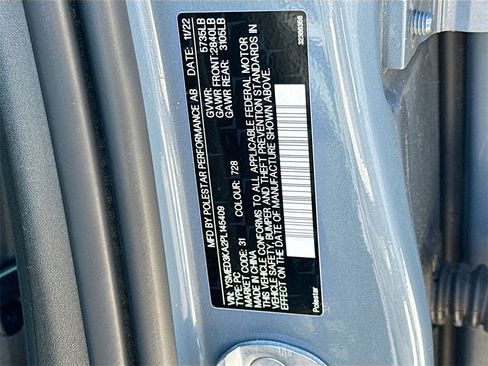 MFD BY POLESTAR PERFORMANCE AB DATE: 11/22
GVWR: 5735LB
GAWR FRONT: 2840LB
GAWR REAR: 3105LB
VIN: YSMED3KA2PL145409
TYPE: PC
MARKET CODE: 31 COLOUR: 728
MADE IN CHINA
THIS VEHICLE CONFORMS TO ALL APPLICABLE FEDERAL MOTOR
VEHICLE SAFETY, BUMPER AND THEFT PREVENTION STANDARDS IN
EFFECT ON THE DATE OF MANUFACTURE SHOWN ABOVE.
Polestar